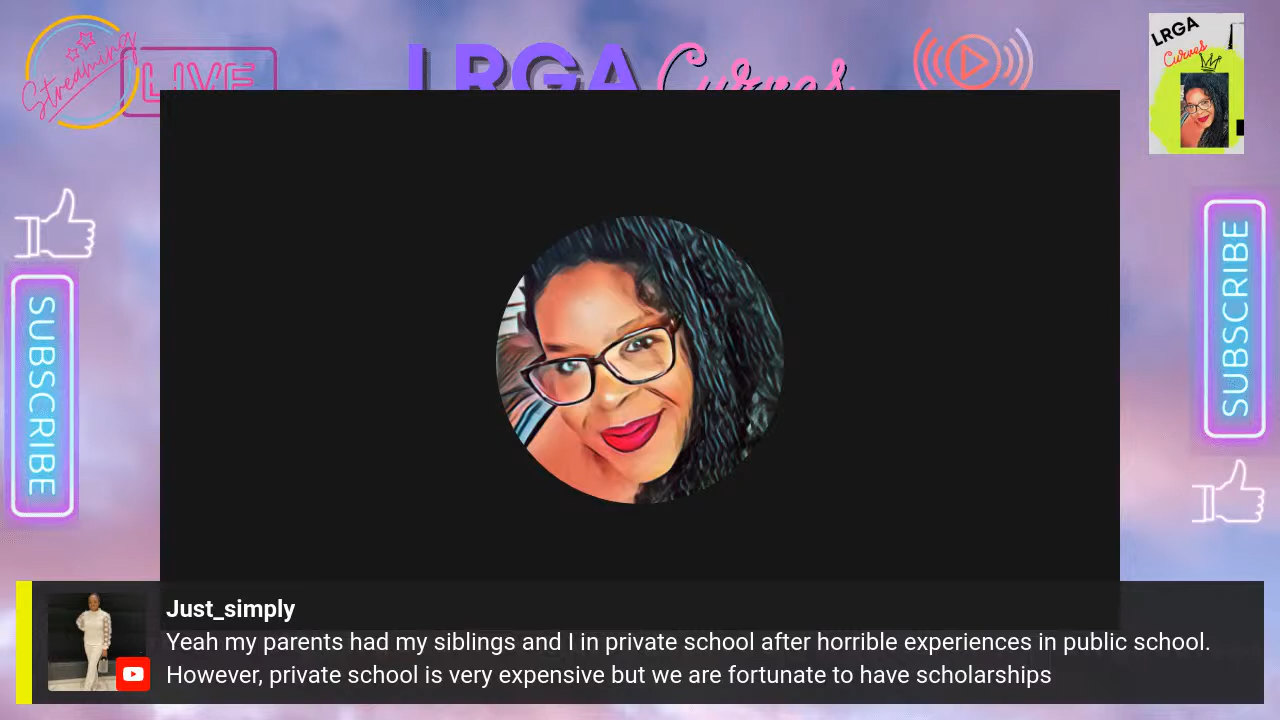 Streaming
LIVE
LRGA Curves
LRGA
Curves
SUBSCRIBE
SUBSCRIBE
Just_simply
Yeah my parents had my siblings and I in private school after horrible experiences in public school.
However, private school is very expensive but we are fortunate to have scholarships